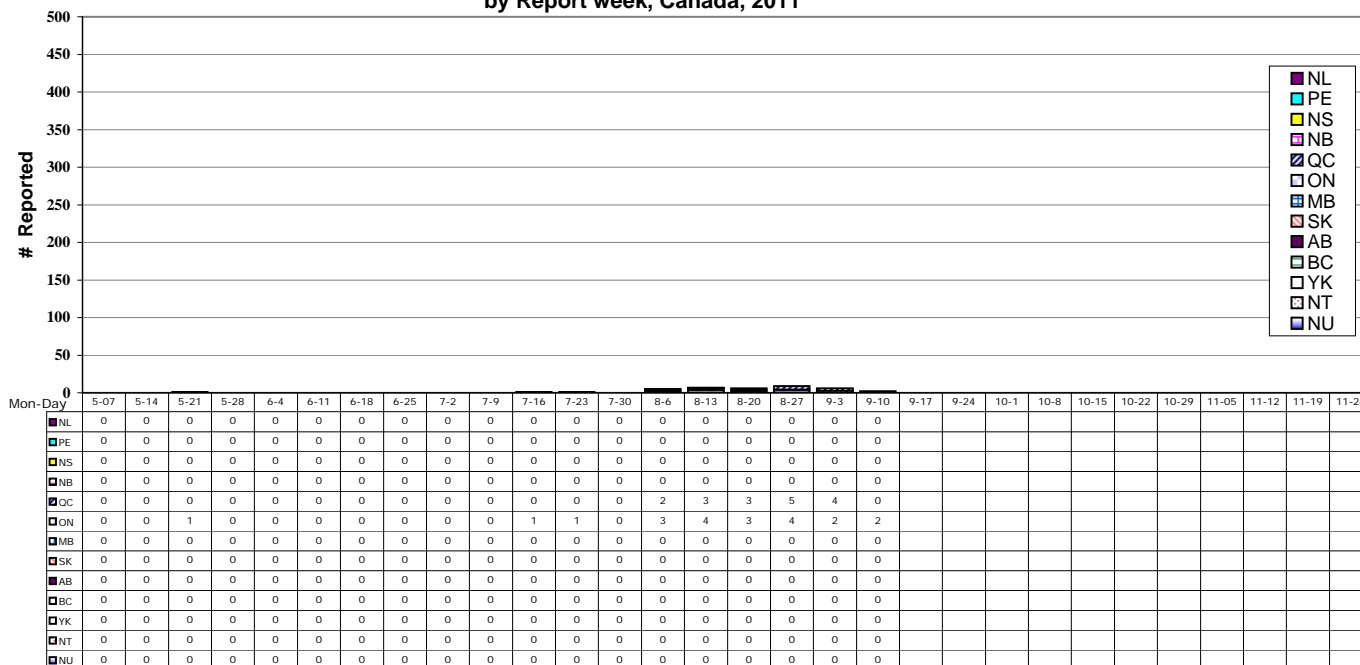 by Report week, Canada, 2011
500
450
400
350
300
250
200
150
100
50
0
# Reported
NL
PE
NS
NB
QC
ON
MB
SK
AB
BC
YK
NT
NU
Mon-Day 5-07 5-14 5-21 5-28 6-4 6-11 6-18 6-25 7-2 7-9 7-16 7-23 7-30 8-6 8-13 8-20 8-27 9-3 9-10 9-17 9-24 10-1 10-8 10-15 10-22 10-29 11-05 11-12 11-19
NL 0 0 0 0 0 0 0 0 0 0 0 0 0 0 0 0 0 0 0
PE 0 0 0 0 0 0 0 0 0 0 0 0 0 0 0 0 0 0 0
NS 0 0 0 0 0 0 0 0 0 0 0 0 0 0 0 0 0 0 0
NB 0 0 0 0 0 0 0 0 0 0 0 0 0 0 0 0 0 0 0
QC 0 0 0 0 0 0 0 0 0 0 0 0 0 2 3 3 5 4 0
ON 0 0 1 0 0 0 0 0 0 0 1 1 0 3 4 3 4 2 2
MB 0 0 0 0 0 0 0 0 0 0 0 0 0 0 0 0 0 0 0
SK 0 0 0 0 0 0 0 0 0 0 0 0 0 0 0 0 0 0 0
AB 0 0 0 0 0 0 0 0 0 0 0 0 0 0 0 0 0 0 0
BC 0 0 0 0 0 0 0 0 0 0 0 0 0 0 0 0 0 0 0
YK 0 0 0 0 0 0 0 0 0 0 0 0 0 0 0 0 0 0 0
NT 0 0 0 0 0 0 0 0 0 0 0 0 0 0 0 0 0 0 0
NU 0 0 0 0 0 0 0 0 0 0 0 0 0 0 0 0 0 0 0